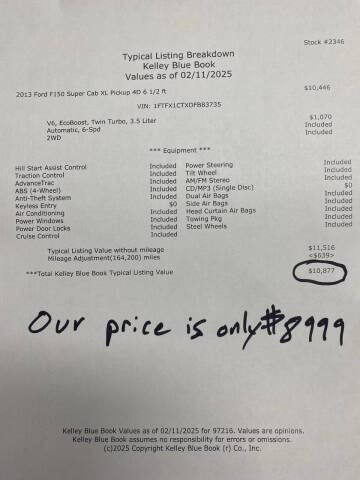 Stock #2346
Typical Listing Breakdown
Kelley Blue Book
Values as of 02/11/2025
2013 Ford F150 Super Cab XL Pickup 4D 6 1/2 ft $10,446
VIN: 1FTFX1CTXDFB83735
V6, EcoBoost, Twin Turbo, 3.5 Liter $1,070
Automatic, 6-Spd Included
2WD Included
*** Equipment ***
Hill Start Assist Control Included Power Steering Included
Traction Control Included Tilt Wheel Included
AdvanceTrac Included AM/FM Stereo Included
ABS (4-Wheel) Included CD/MP3 (Single Disc) $0
Anti-Theft System Included Dual Air Bags Included
Keyless Entry $0 Side Air Bags Included
Air Conditioning Included Head Curtain Air Bags Included
Power Windows Included Towing Pkg Included
Power Door Locks Included Steel Wheels Included
Cruise Control Included
Typical Listing Value without mileage $11,516
Mileage Adjustment(164,200) miles <$639>
***Total Kelley Blue Book Typical Listing Value $10,877
Our price is only $8999
Kelley Blue Book Values as of 02/11/2025 for 97216. Values are opinions.
Kelley Blue Book assumes no responsibility for errors or omissions.
(c)2025 Copyright Kelley Blue Book (r) Co., Inc.